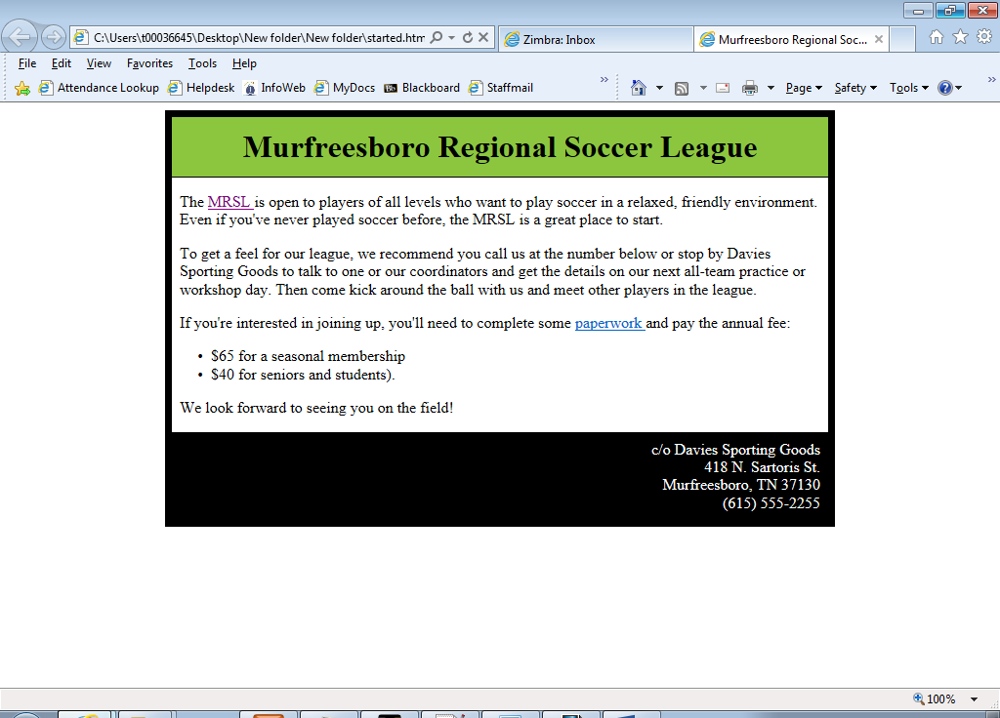 C:\Users\t00036645\Desktop\New folder\New folder\started.htm
Zimbra: Inbox
Murfreesboro Regional Soc...
File Edit View Favorites Tools Help
Attendance Lookup Helpdesk InfoWeb MyDocs Blackboard Staffmail
Page Safety Tools
Murfreesboro Regional Soccer League
The MRSL is open to players of all levels who want to play soccer in a relaxed, friendly environment.
Even if you've never played soccer before, the MRSL is a great place to start.
To get a feel for our league, we recommend you call us at the number below or stop by Davies
Sporting Goods to talk to one or our coordinators and get the details on our next all-team practice or
workshop day. Then come kick around the ball with us and meet other players in the league.
If you're interested in joining up, you'll need to complete some paperwork and pay the annual fee:
• $65 for a seasonal membership
• $40 for seniors and students).
We look forward to seeing you on the field!
c/o Davies Sporting Goods
418 N. Sartoris St.
Murfreesboro, TN 37130
(615) 555-2255
100%